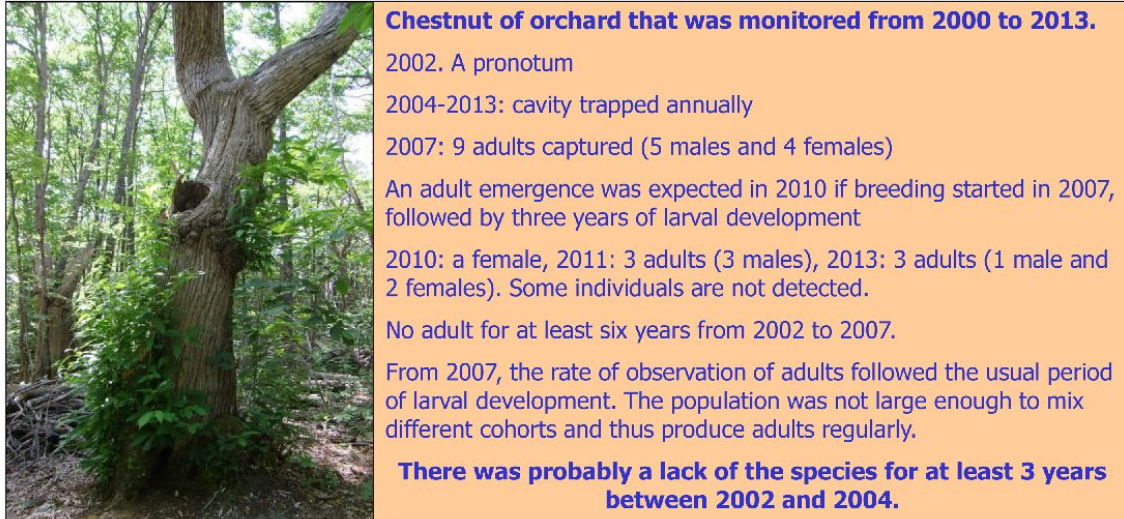 Chestnut of orchard that was monitored from 2000 to 2013.
2002. A pronotum
2004-2013: cavity trapped annually
2007: 9 adults captured (5 males and 4 females)
An adult emergence was expected in 2010 if breeding started in 2007,
followed by three years of larval development
2010: a female, 2011: 3 adults (3 males), 2013: 3 adults (1 male and
2 females). Some individuals are not detected.
No adult for at least six years from 2002 to 2007.
From 2007, the rate of observation of adults followed the usual period
of larval development. The population was not large enough to mix
different cohorts and thus produce adults regularly.
There was probably a lack of the species for at least 3 years
between 2002 and 2004.